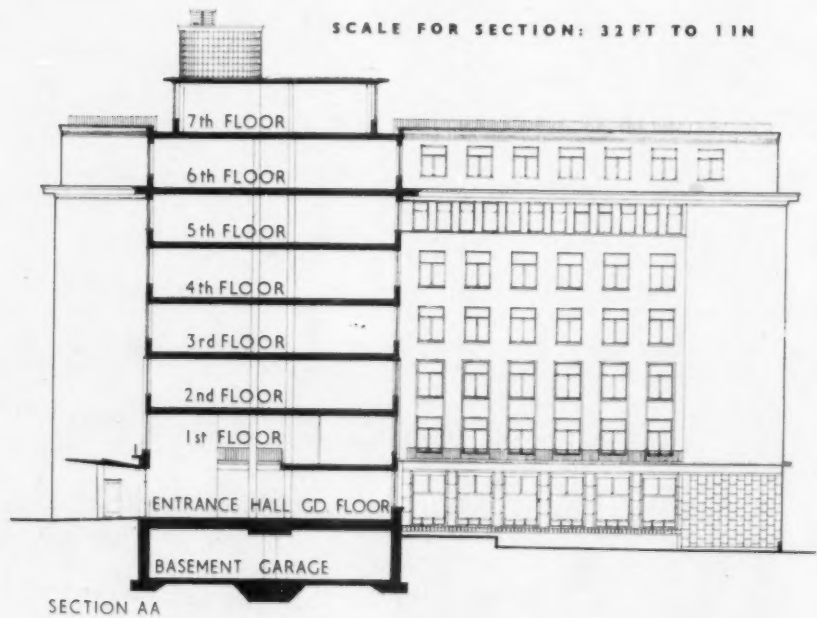 SCALE FOR SECTION: 32 FT TO 1 IN
7th FLOOR
6th FLOOR
5th FLOOR
4th FLOOR
3rd FLOOR
2nd FLOOR
1st FLOOR
ENTRANCE HALL GD FLOOR
BASEMENT GARAGE
SECTION AA